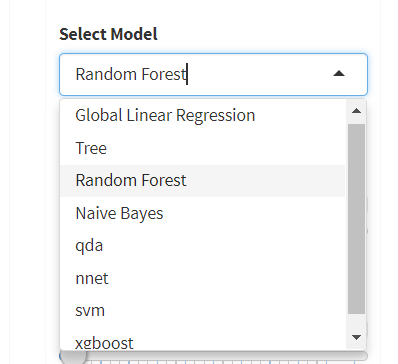 Select Model
Random Forest
Global Linear Regression
Tree
Random Forest
Naive Bayes
qda
nnet
svm
xgboost